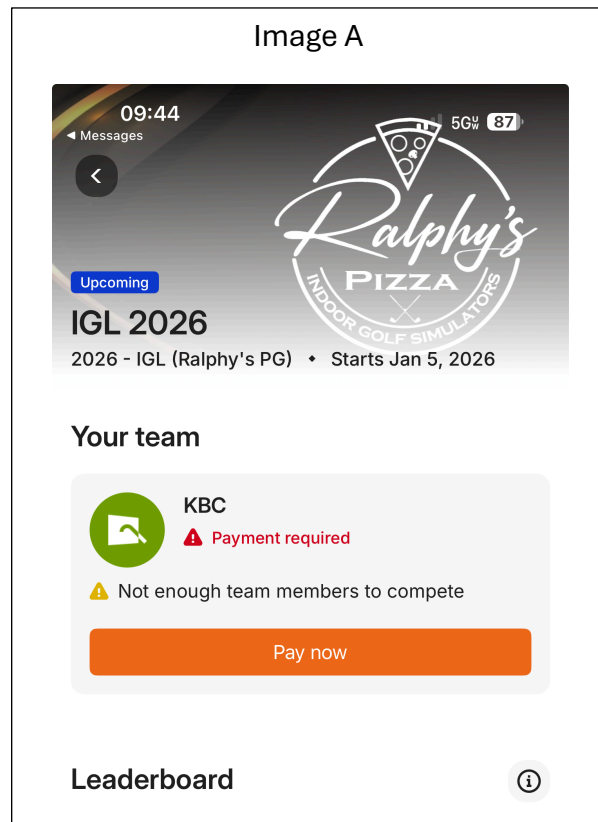 Image A
09:44
Messages
5G UW 87
Ralphy's
PIZZA
INDOOR GOLF SIMULATORS
Upcoming
IGL 2026
2026 - IGL (Ralphy's PG) • Starts Jan 5, 2026
Your team
KBC
Payment required
Not enough team members to compete
Pay now
Leaderboard